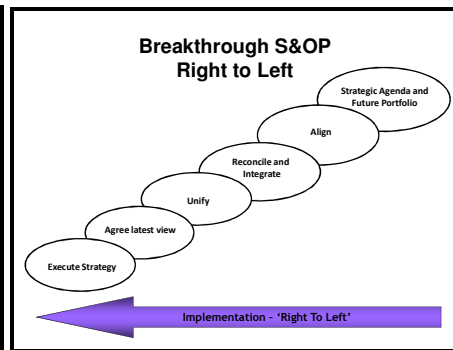 Breakthrough S&OP
Right to Left
Strategic Agenda and
Future Portfolio
Align
Reconcile and
Integrate
Unify
Agree latest view
Execute Strategy
Implementation - 'Right To Left'